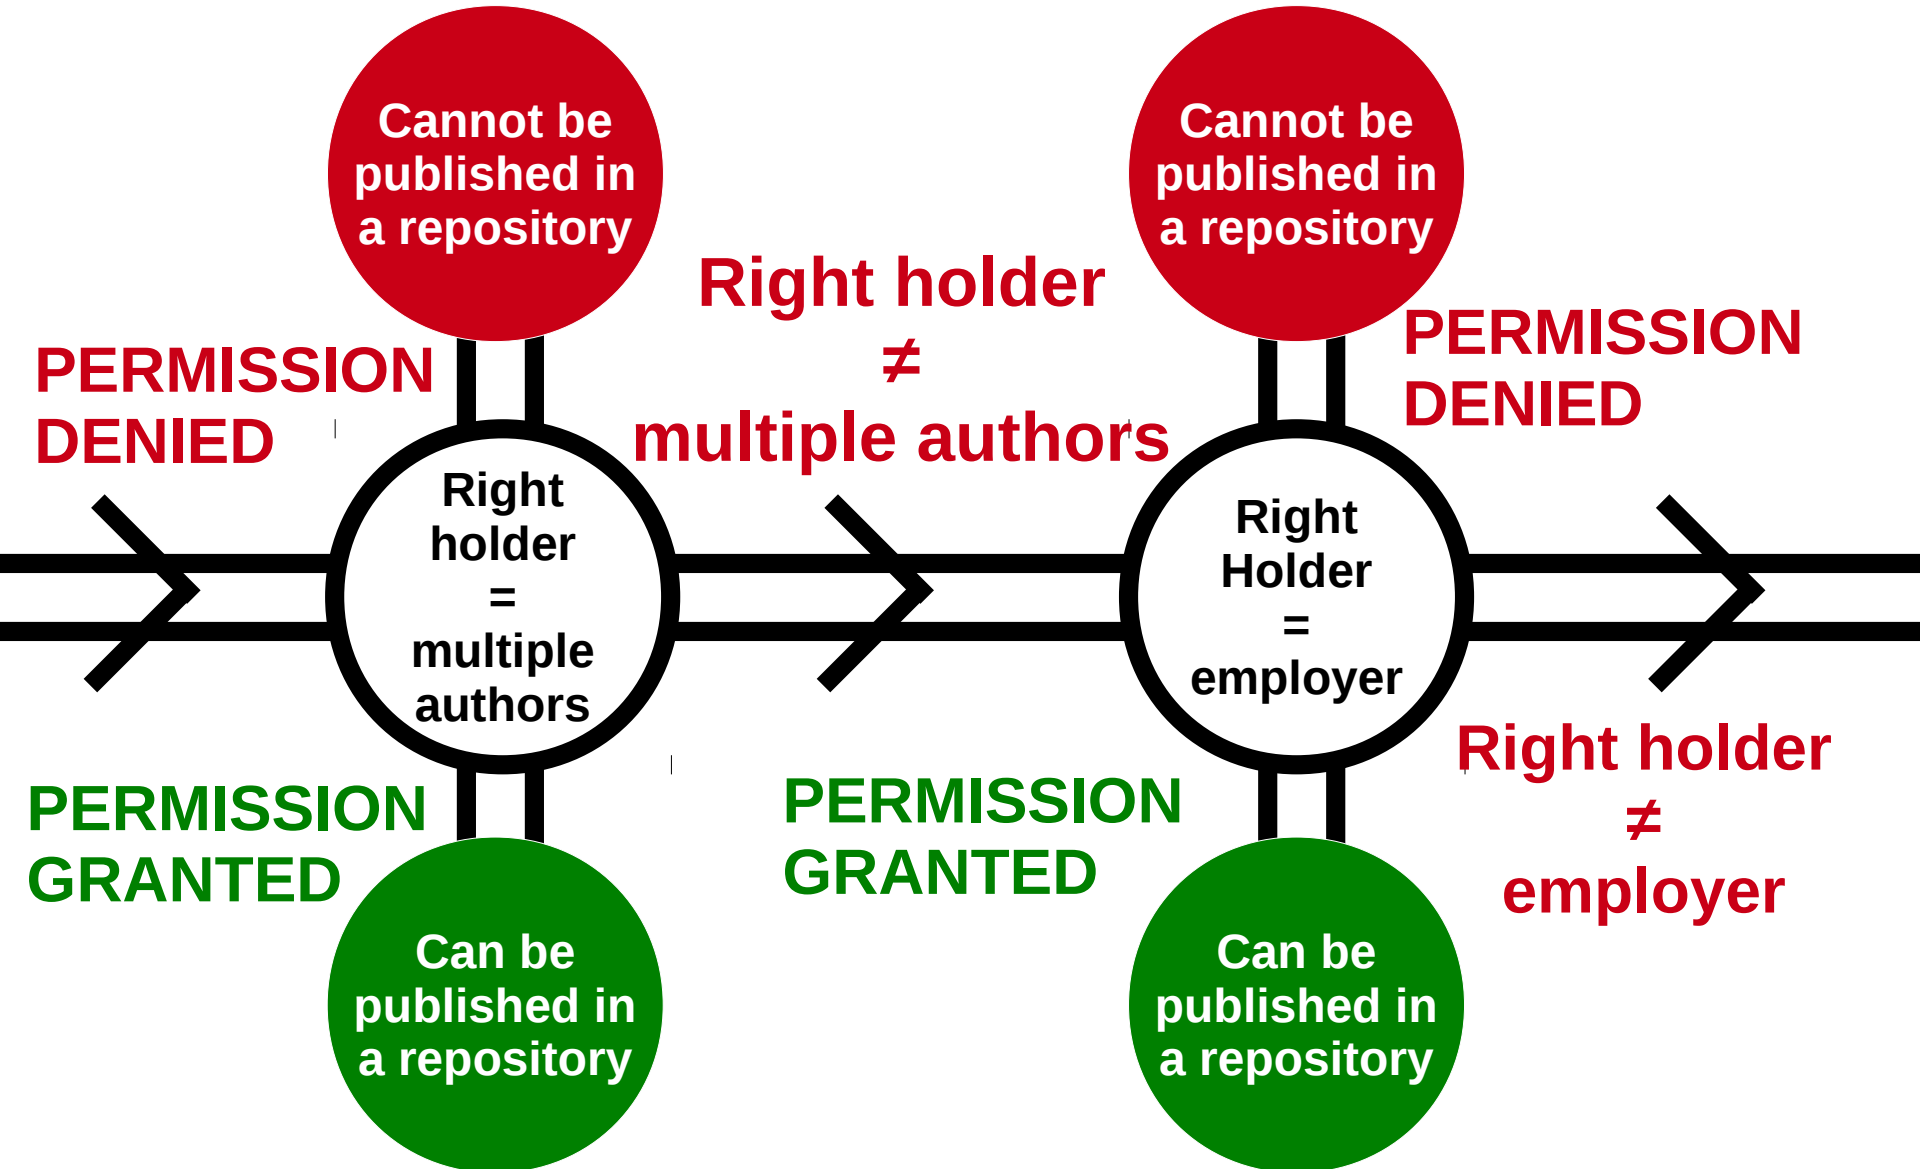 Cannot be
published in
a repository
Cannot be
published in
a repository
PERMISSION
DENIED
Right holder
≠
multiple authors
PERMISSION
DENIED
Right
holder
=
multiple
authors
Right
Holder
=
employer
PERMISSION
GRANTED
PERMISSION
GRANTED
Right holder
≠
employer
Can be
published in
a repository
Can be
published in
a repository